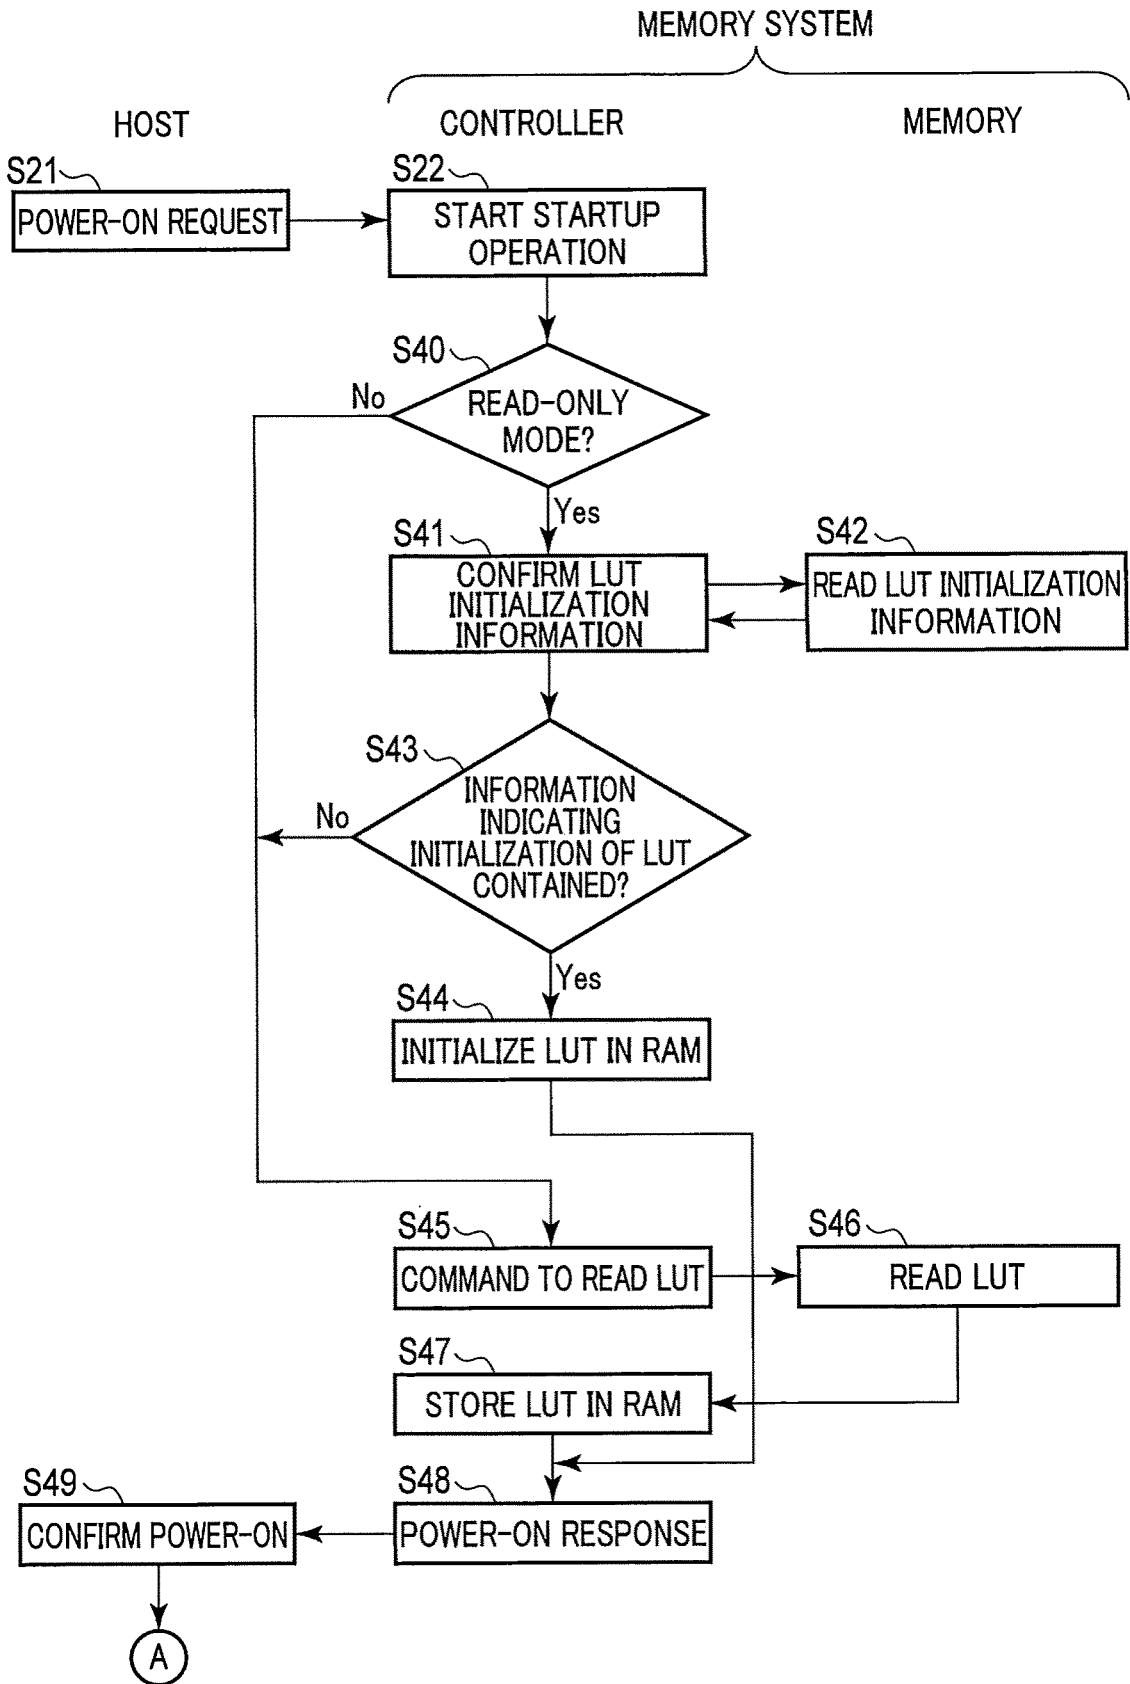 MEMORY SYSTEM
HOST
CONTROLLER
MEMORY
S21
POWER-ON REQUEST
S22
START STARTUP
OPERATION
S40
READ-ONLY
MODE?
No
Yes
S41
CONFIRM LUT
INITIALIZATION
INFORMATION
S42
READ LUT INITIALIZATION
INFORMATION
S43
INFORMATION
INDICATING
INITIALIZATION OF LUT
CONTAINED?
No
Yes
S44
INITIALIZE LUT IN RAM
S45
COMMAND TO READ LUT
S46
READ LUT
S47
STORE LUT IN RAM
S48
POWER-ON RESPONSE
S49
CONFIRM POWER-ON
A